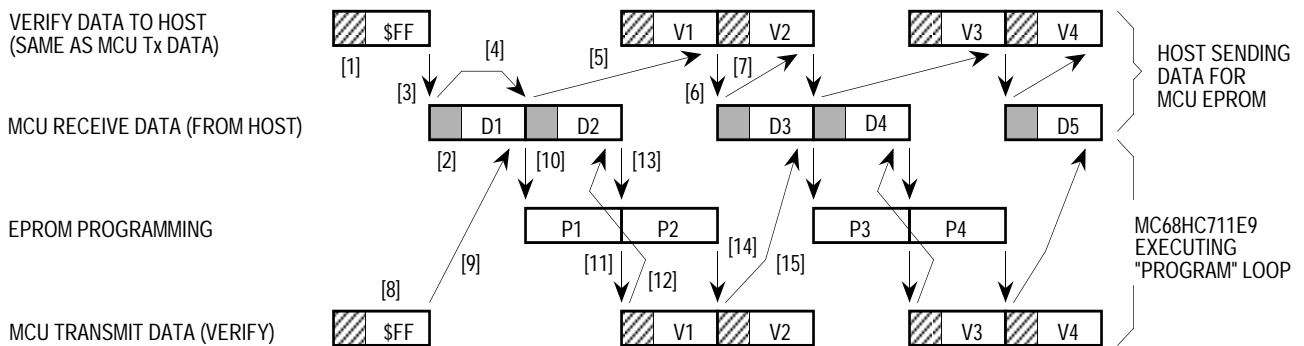 VERIFY DATA TO HOST
(SAME AS MCU Tx DATA)
$FF
V1
V2
V3
V4
[1]
[3]
[4]
[5]
[6]
[7]
HOST SENDING
DATA FOR
MCU EPROM
MCU RECEIVE DATA (FROM HOST)
D1
D2
D3
D4
D5
[2]
[10]
[13]
EPROM PROGRAMMING
P1
P2
P3
P4
MC68HC711E9
EXECUTING
"PROGRAM" LOOP
[8]
[9]
[11]
[12]
[14]
[15]
MCU TRANSMIT DATA (VERIFY)
$FF
V1
V2
V3
V4